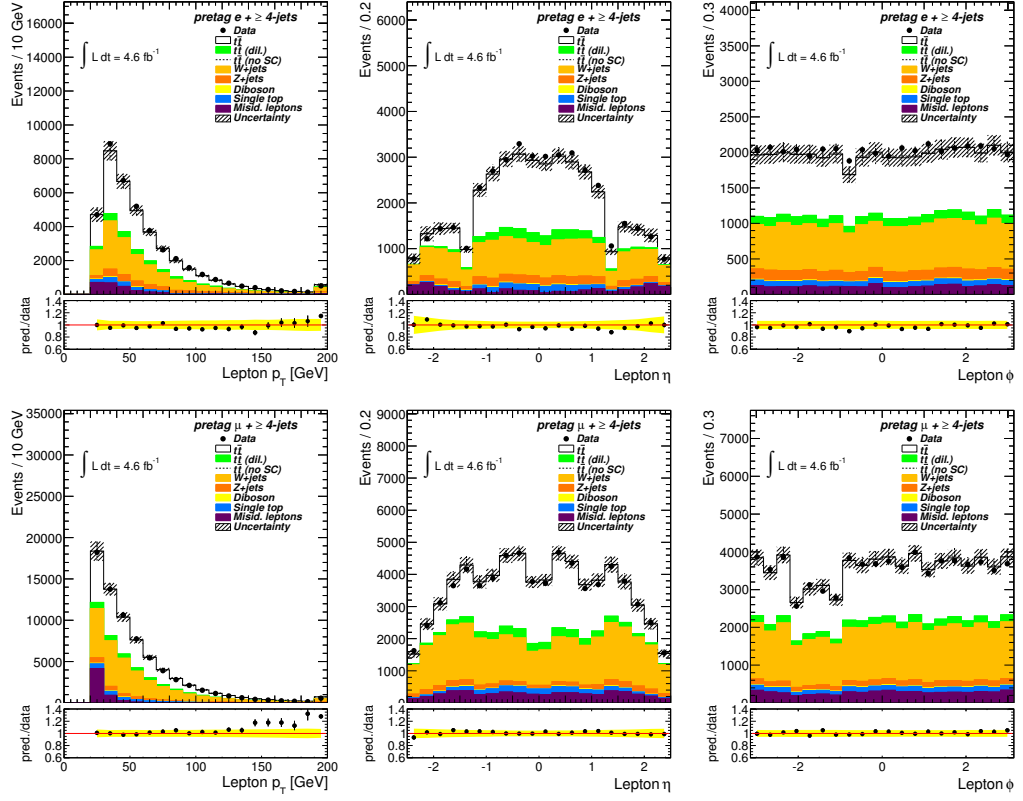 pretag e + ≥ 4-jets
∫ L dt = 4.6 fb⁻¹
Data
tt̄
tt̄ (dil.)
tt̄ (no SC)
W+jets
Z+jets
Diboson
Single top
Misid. leptons
Uncertainty
Events / 10 GeV
16000
14000
12000
10000
8000
6000
4000
2000
0
pred./data
1.4
1.2
1
0.8
0.6
0 50 100 150 200
Lepton p_T [GeV]
pretag e + ≥ 4-jets
∫ L dt = 4.6 fb⁻¹
Data
tt̄
tt̄ (dil.)
tt̄ (no SC)
W+jets
Z+jets
Diboson
Single top
Misid. leptons
Uncertainty
Events / 0.2
6000
5000
4000
3000
2000
1000
0
pred./data
1.4
1.2
1
0.8
0.6
-2 -1 0 1 2
Lepton η
pretag e + ≥ 4-jets
∫ L dt = 4.6 fb⁻¹
Data
tt̄
tt̄ (dil.)
tt̄ (no SC)
W+jets
Z+jets
Diboson
Single top
Misid. leptons
Uncertainty
Events / 0.3
4000
3500
3000
2500
2000
1500
1000
500
0
pred./data
1.4
1.2
1
0.8
0.6
-2 0 2
Lepton ϕ
pretag μ + ≥ 4-jets
∫ L dt = 4.6 fb⁻¹
Data
tt̄
tt̄ (dil.)
tt̄ (no SC)
W+jets
Z+jets
Diboson
Single top
Misid. leptons
Uncertainty
Events / 10 GeV
35000
30000
25000
20000
15000
10000
5000
pred./data
1.4
1.2
1
0.8
0.6
0 50 100 150 200
Lepton p_T [GeV]
pretag μ + ≥ 4-jets
∫ L dt = 4.6 fb⁻¹
Data
tt̄
tt̄ (dil.)
tt̄ (no SC)
W+jets
Z+jets
Diboson
Single top
Misid. leptons
Uncertainty
Events / 0.2
9000
8000
7000
6000
5000
4000
3000
2000
1000
0
pred./data
1.4
1.2
1
0.8
0.6
-2 -1 0 1 2
Lepton η
pretag μ + ≥ 4-jets
∫ L dt = 4.6 fb⁻¹
Data
tt̄
tt̄ (dil.)
tt̄ (no SC)
W+jets
Z+jets
Diboson
Single top
Misid. leptons
Uncertainty
Events / 0.3
7000
6000
5000
4000
3000
2000
1000
0
pred./data
1.4
1.2
1
0.8
0.6
-2 0 2
Lepton ϕ